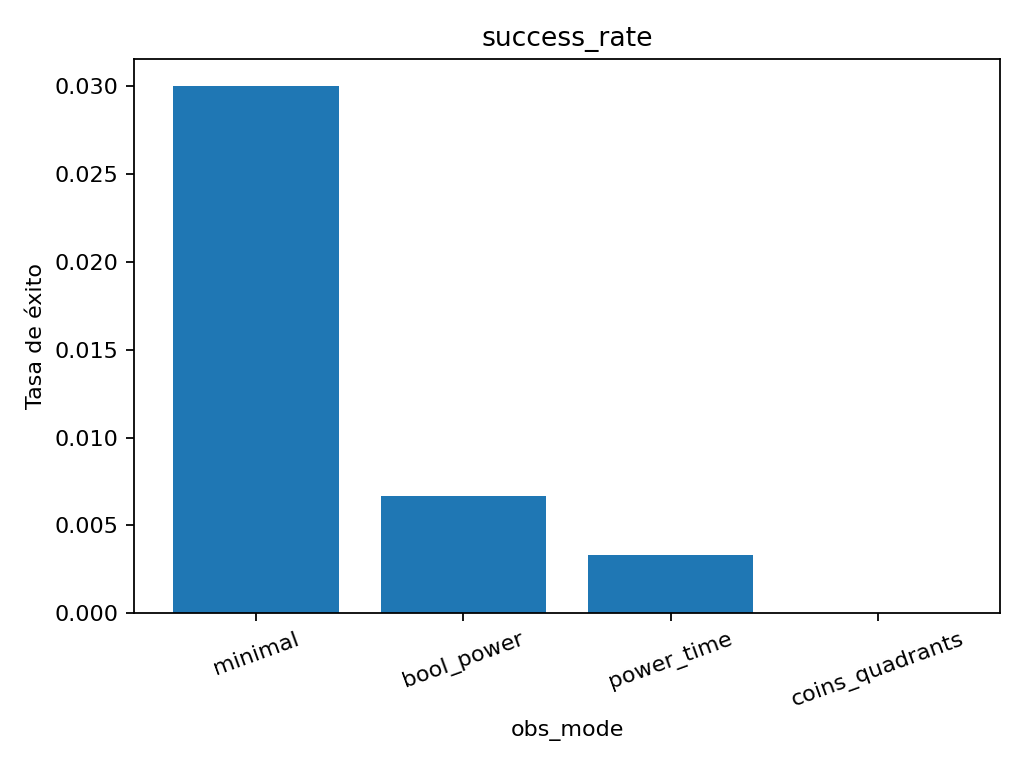 success_rate
Tasa de éxito
0.030
0.025
0.020
0.015
0.010
0.005
0.000
minimal
bool_power
power_time
coins_quadrants
obs_mode